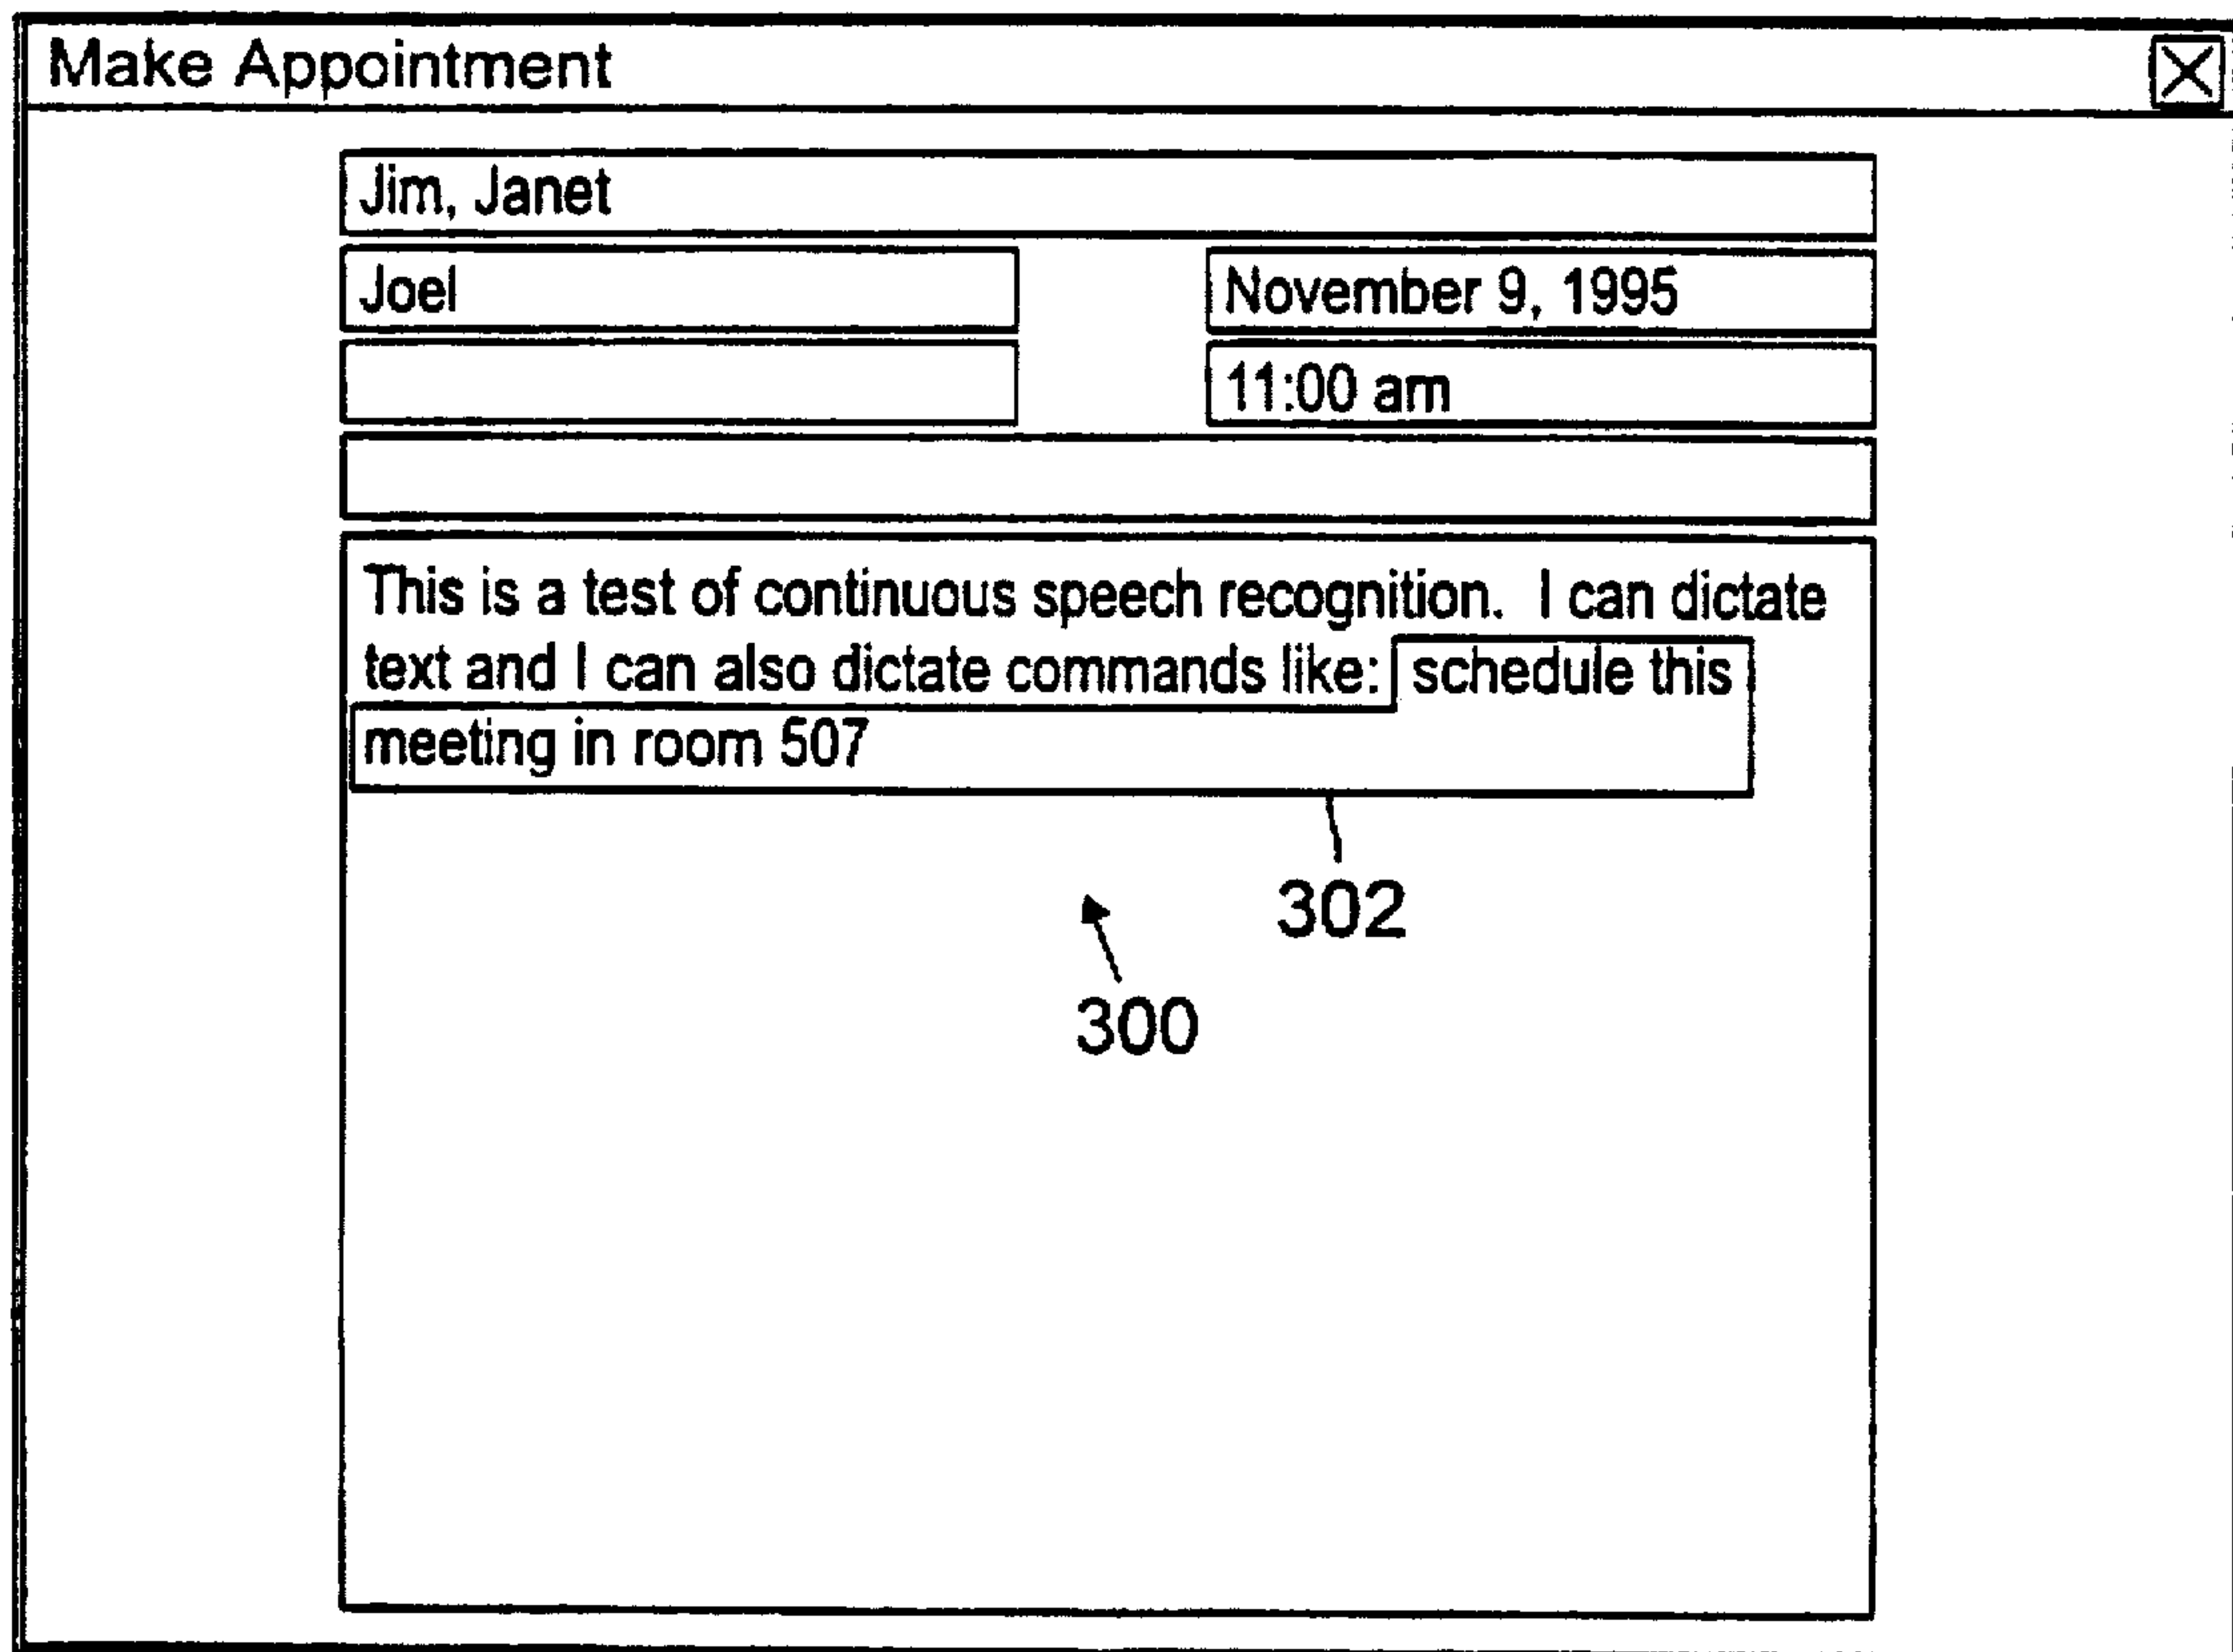 Make Appointment
Jim, Janet
Joel
November 9, 1995
11:00 am
This is a test of continuous speech recognition.  I can dictate
text and I can also dictate commands like: schedule this
meeting in room 507
302
300